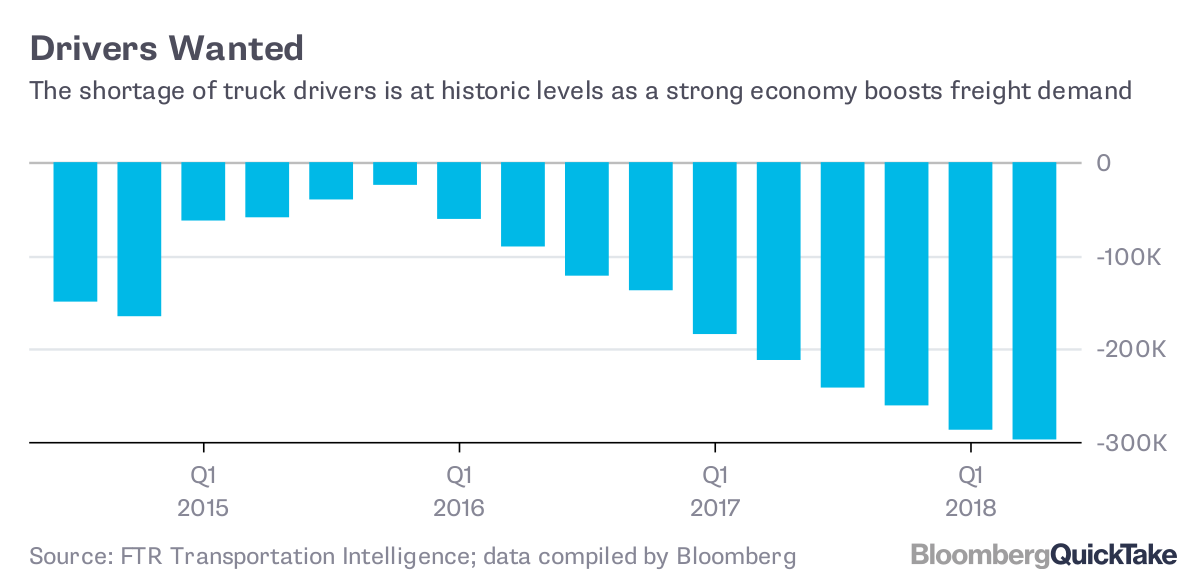 Drivers Wanted
The shortage of truck drivers is at historic levels as a strong economy boosts freight demand
0
-100K
-200K
-300K
Q1 Q1 Q1 Q1
2015 2016 2017 2018
Source: FTR Transportation Intelligence; data compiled by Bloomberg
BloombergQuickTake